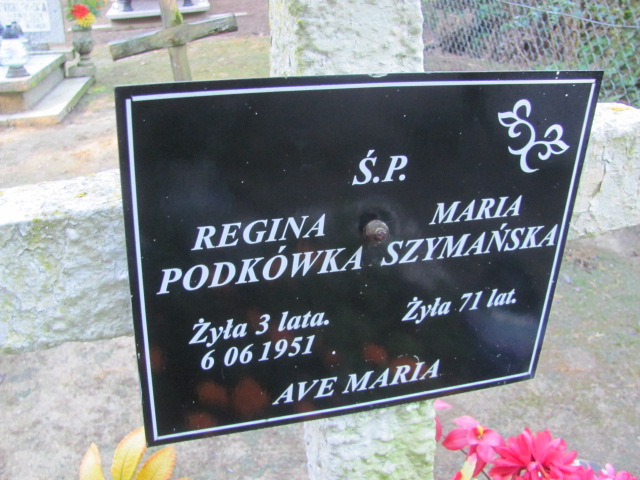 Ś.P.
REGINA
PODKÓWKA
Żyła 3 lata.
6 06 1951
MARIA
SZYMAŃSKA
Żyła 71 lat.
AVE MARIA